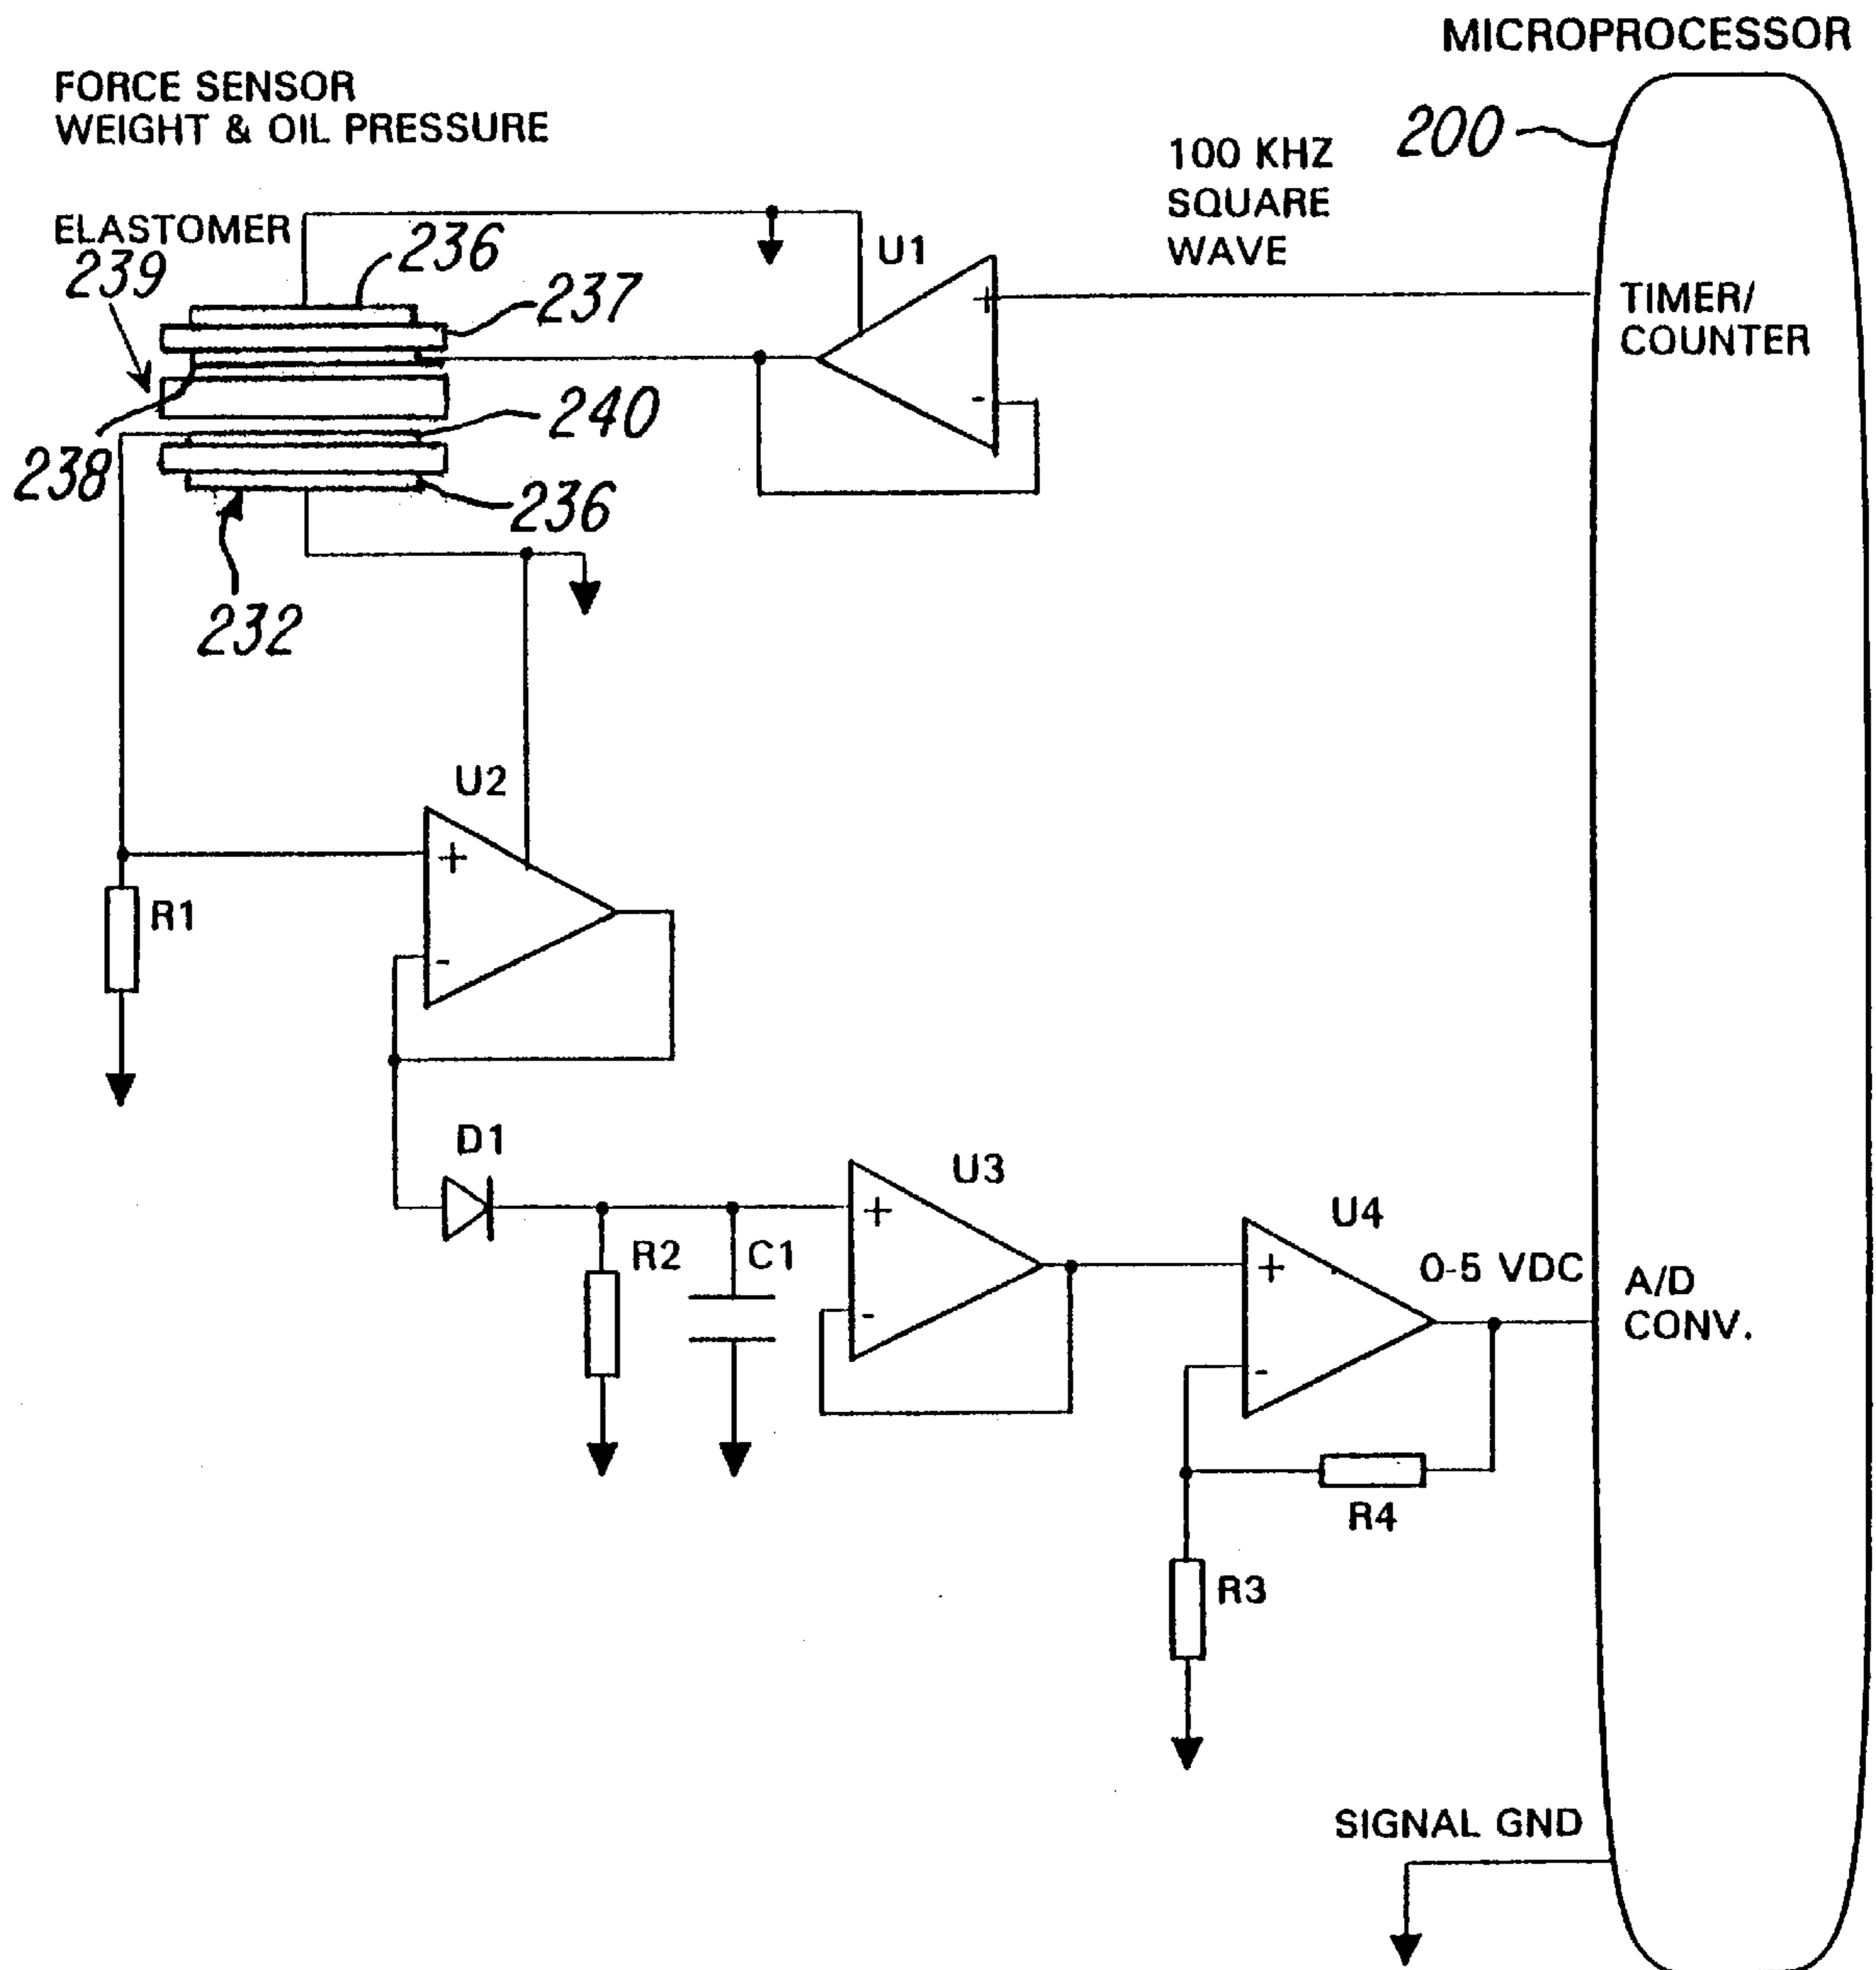 MICROPROCESSOR
FORCE SENSOR
WEIGHT & OIL PRESSURE
200
100 KHZ
SQUARE
WAVE
ELASTOMER
239
236
237
U1
+
-
TIMER/
COUNTER
238
240
236
232
U2
+
-
R1
D1
R2
C1
U3
+
-
U4
+
-
0-5 VDC
A/D
CONV.
R4
R3
SIGNAL GND